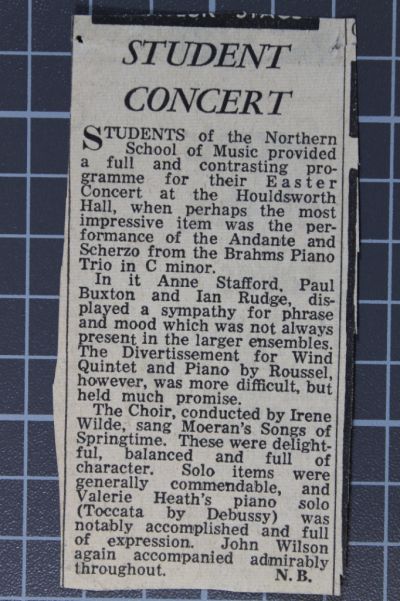 STUDENT
CONCERT
STUDENTS of the Northern
School of Music provided
a full and contrasting pro-
gramme for their Easter
Concert at the Houldsworth
Hall, when perhaps the most
impressive item was the per-
formance of the Andante and
Scherzo from the Brahms Piano
Trio in C minor.
In it Anne Stafford, Paul
Buxton and Ian Rudge, dis-
played a sympathy for phrase
and mood which was not always
present in the larger ensembles.
The Divertissement for Wind
Quintet and Piano by Roussel,
however, was more difficult, but
held much promise.
The Choir, conducted by Irene
Wilde, sang Moeran's Songs of
Springtime. These were delight-
ful, balanced and full of
character. Solo items were
generally commendable, and
Valerie Heath's piano solo
(Toccata by Debussy) was
notably accomplished and full
of expression. John Wilson
again accompanied admirably
throughout. N. B.